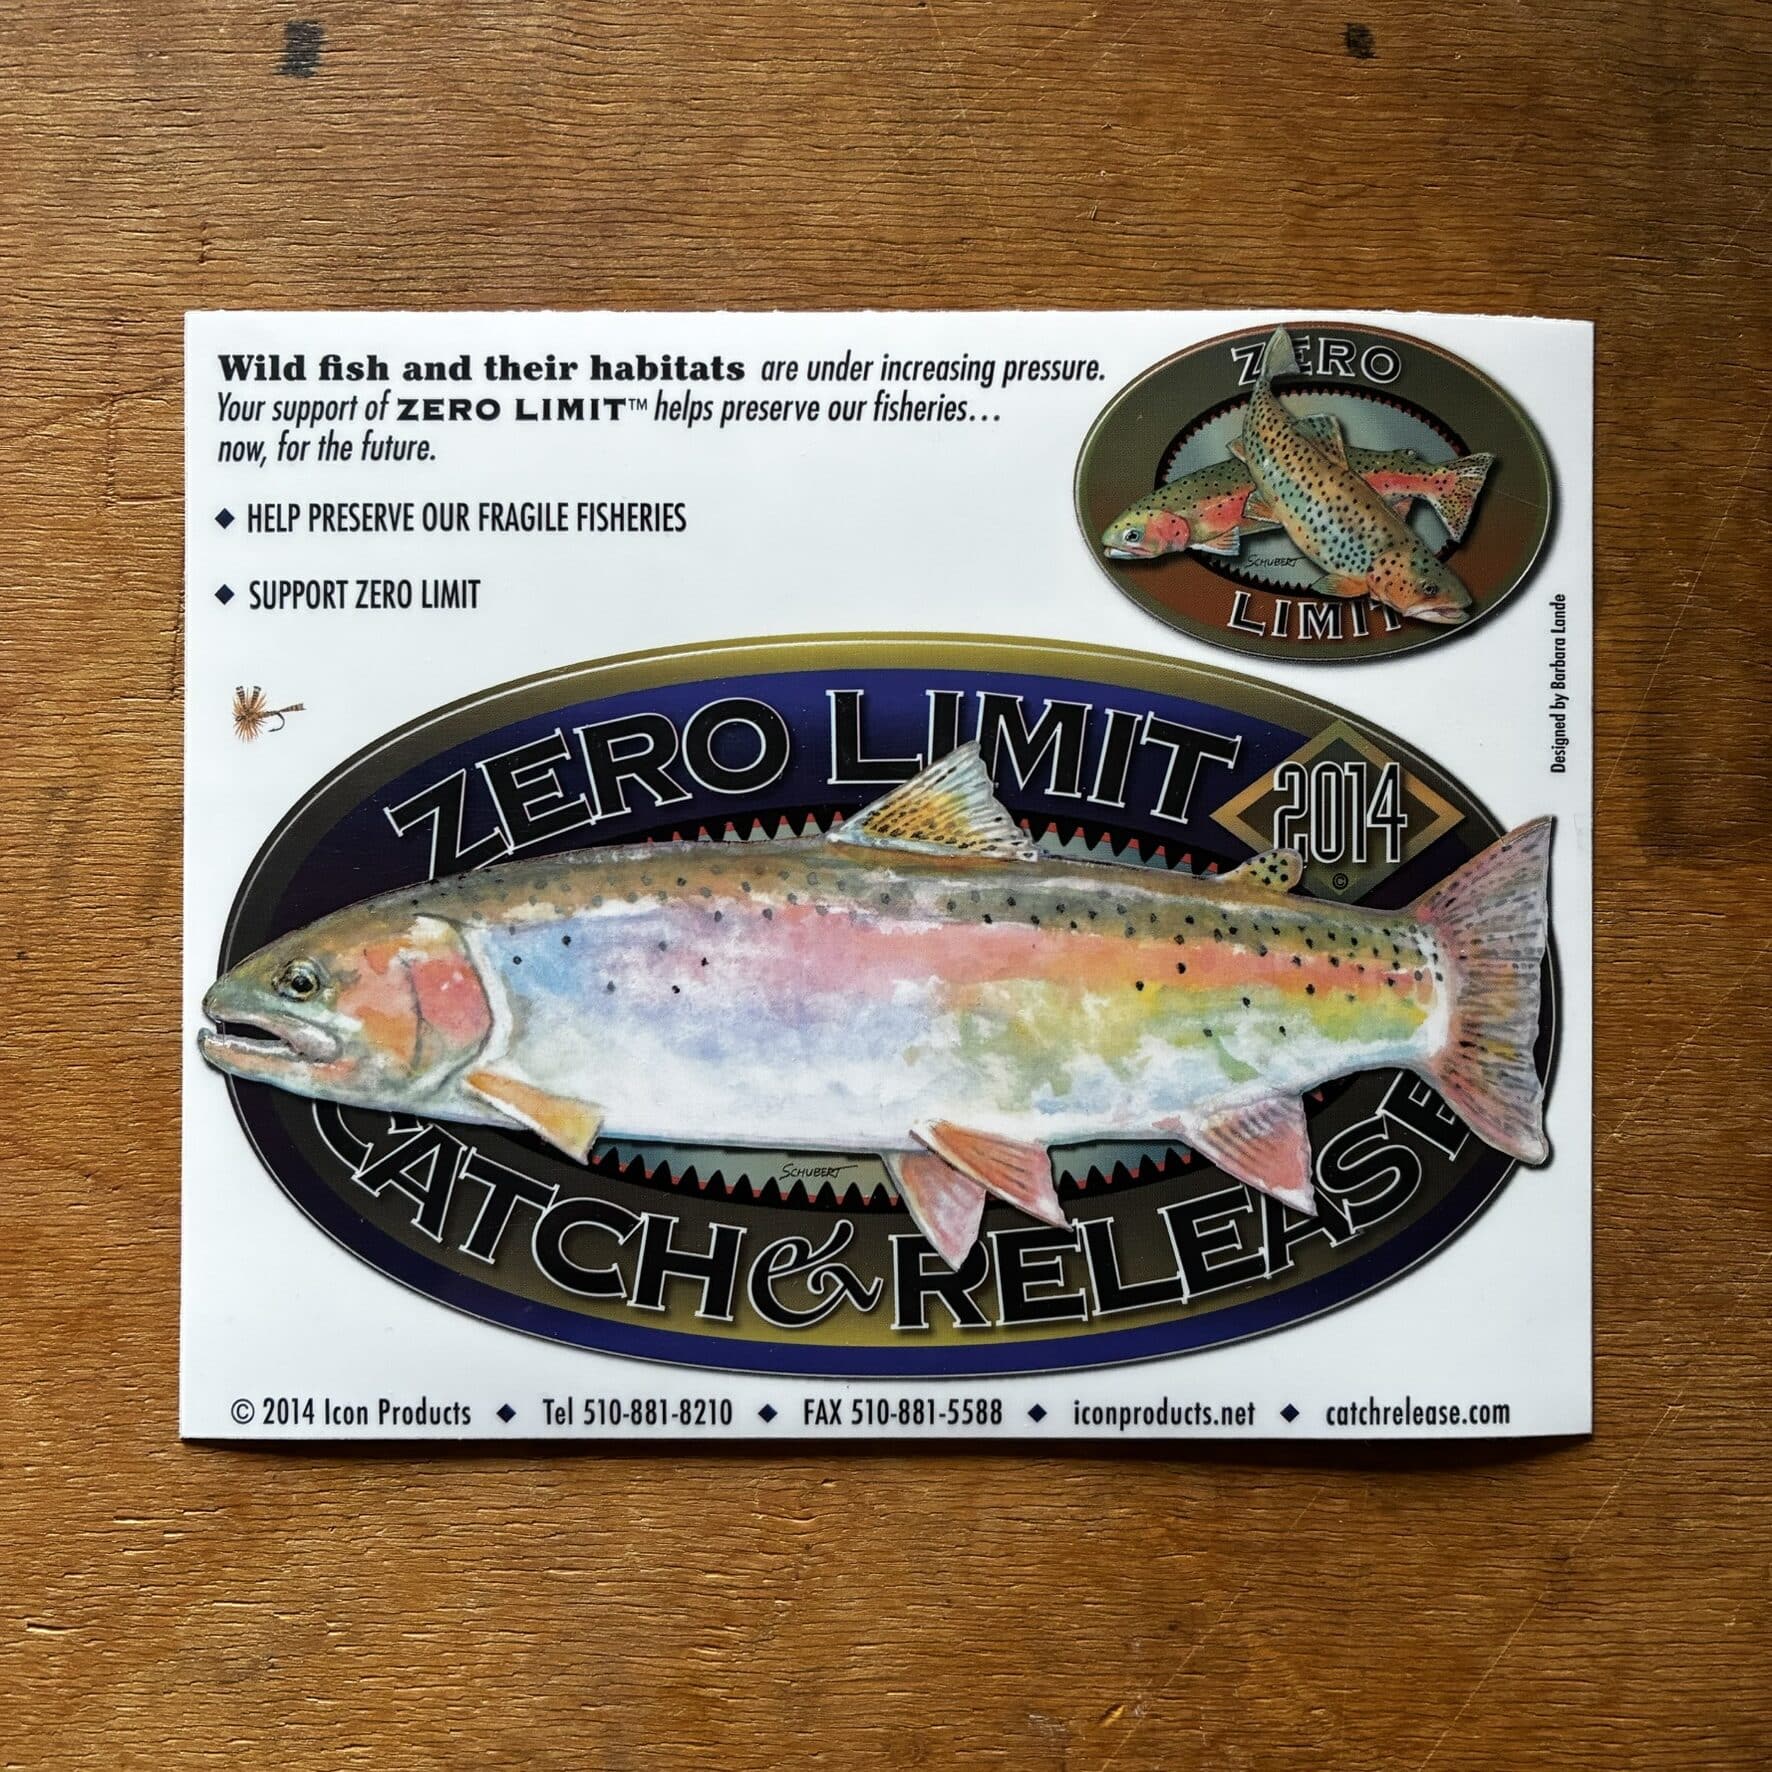 Wild fish and their habitats are under increasing pressure.
Your support of ZERO LIMIT™ helps preserve our fisheries...
now, for the future.
◆ HELP PRESERVE OUR FRAGILE FISHERIES
◆ SUPPORT ZERO LIMIT
ZERO
SCHUBERT
LIMIT
Designed by Barbara Lande
ZERO LIMIT
2014
©
SCHUBERT
CATCH & RELEASE
© 2014 Icon Products ◆ Tel 510-881-8210 ◆ FAX 510-881-5588 ◆ iconproducts.net ◆ catchrelease.com